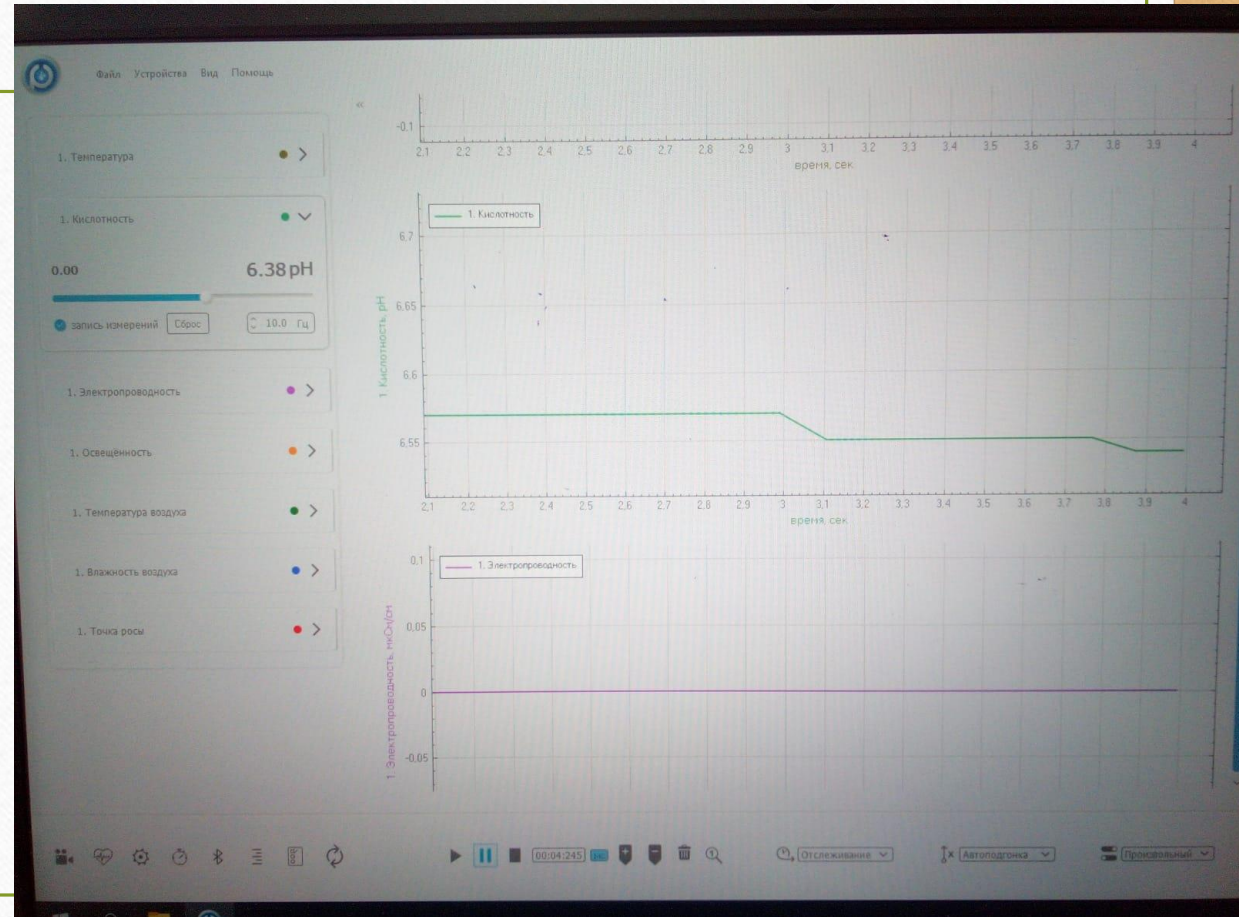 Файл Устройства Вид Помощь
«
1. Температура
1. Кислотность
0.00 6.38 pH
запись измерений Сброс 10.0 Гц
1. Электропроводность
1. Освещённость
1. Температура воздуха
1. Влажность воздуха
1. Точка росы
-0.1
2,1 2,2 2,3 2,4 2,5 2,6 2,7 2,8 2,9 3 3,1 3,2 3,3 3,4 3,5 3,6 3,7 3,8 3,9 4
время, сек
1. Кислотность
1. Кислотность, pH
6,7
6,65
6,6
6,55
2,1 2,2 2,3 2,4 2,5 2,6 2,7 2,8 2,9 3 3,1 3,2 3,3 3,4 3,5 3,6 3,7 3,8 3,9 4
время, сек
1. Электропроводность
1. Электропроводность, мкСм/см
0,1
0,05
0
-0,05
00:04:245
Отслеживание
Автоподгонка
Произвольный